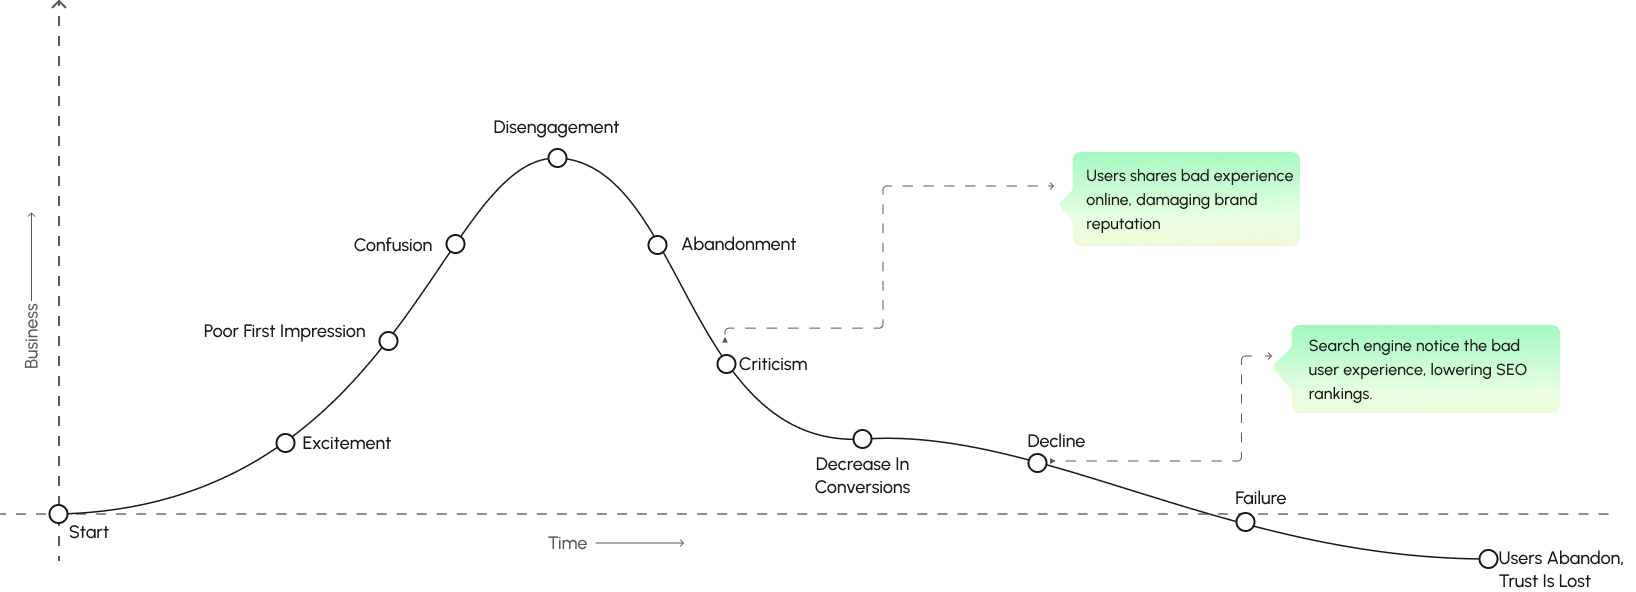 Disengagement
Users shares bad experience
online, damaging brand
reputation
Confusion
Abandonment
Poor First Impression
Business
Criticism
Search engine notice the bad
user experience, lowering SEO
rankings.
Excitement
Decrease In
Conversions
Decline
Failure
Start
Time
Users Abandon,
Trust Is Lost